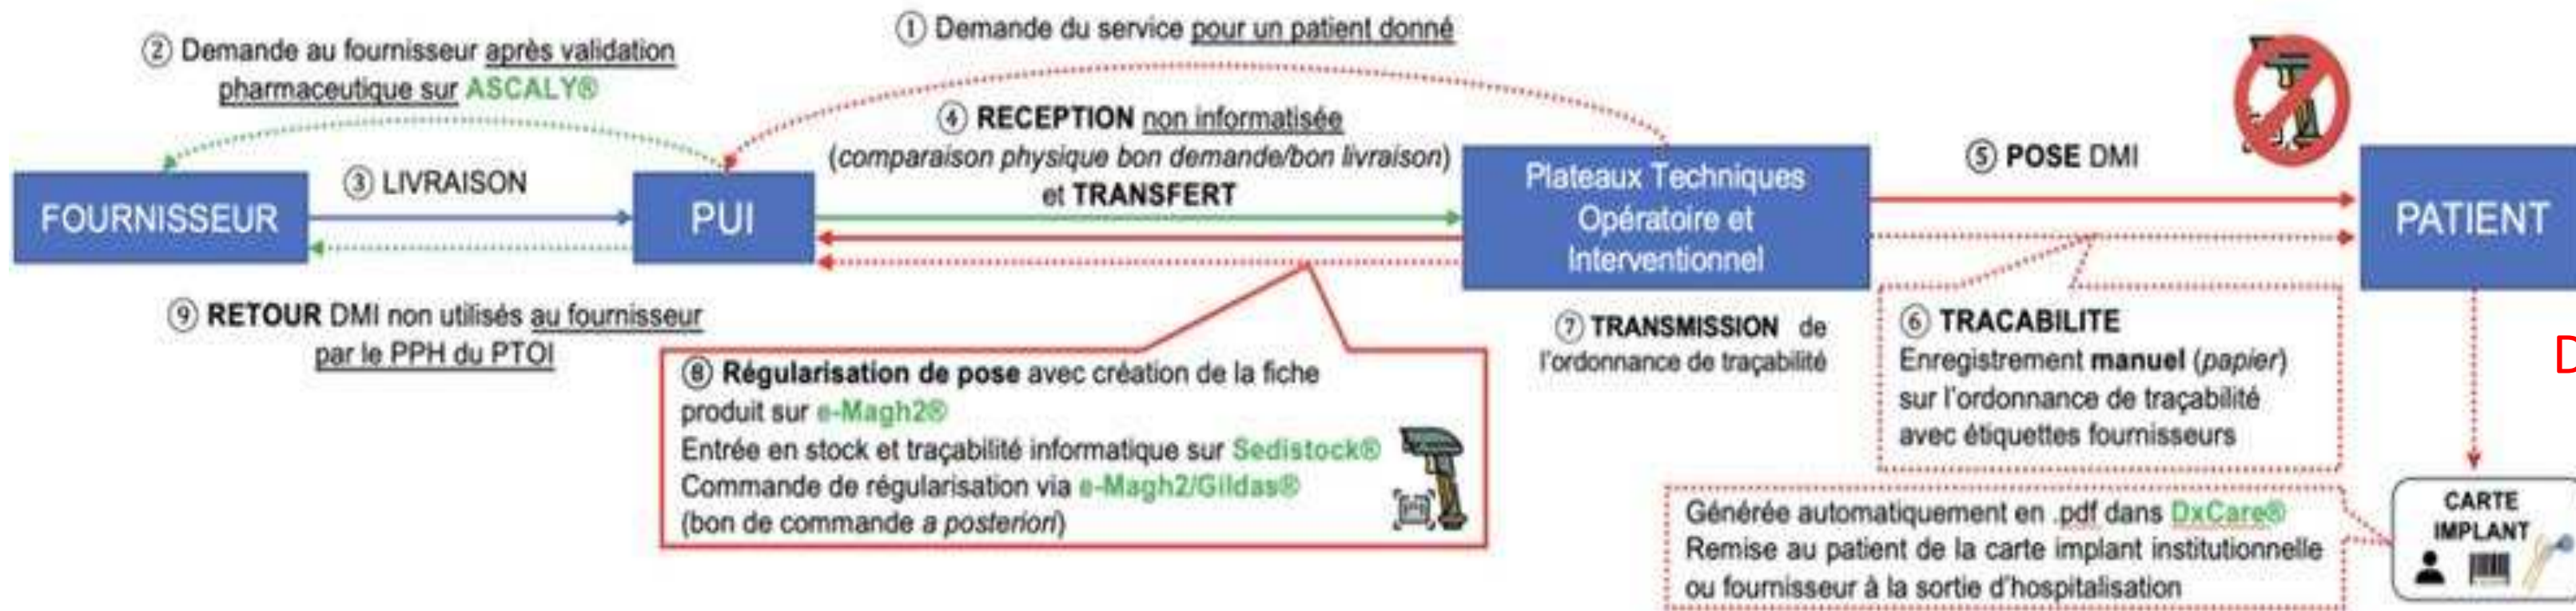 ① Demande du service pour un patient donné
② Demande au fournisseur après validation
pharmaceutique sur ASCALY®
④ RECEPTION non informatisée
(comparaison physique bon demande/bon livraison)
et TRANSFERT
③ LIVRAISON
⑤ POSE DMI
FOURNISSEUR
PUI
Plateaux Techniques
Opératoire et
Interventionnel
PATIENT
⑨ RETOUR DMI non utilisés au fournisseur
par le PPH du PTOI
⑦ TRANSMISSION de
l'ordonnance de traçabilité
⑥ TRACABILITE
Enregistrement manuel (papier)
sur l'ordonnance de traçabilité
avec étiquettes fournisseurs
D
⑧ Régularisation de pose avec création de la fiche
produit sur e-Magh2®
Entrée en stock et traçabilité informatique sur Sedistock®
Commande de régularisation via e-Magh2/Gildas®
(bon de commande a posteriori)
Générée automatiquement en .pdf dans DxCare®
Remise au patient de la carte implant institutionnelle
ou fournisseur à la sortie d'hospitalisation
CARTE
IMPLANT